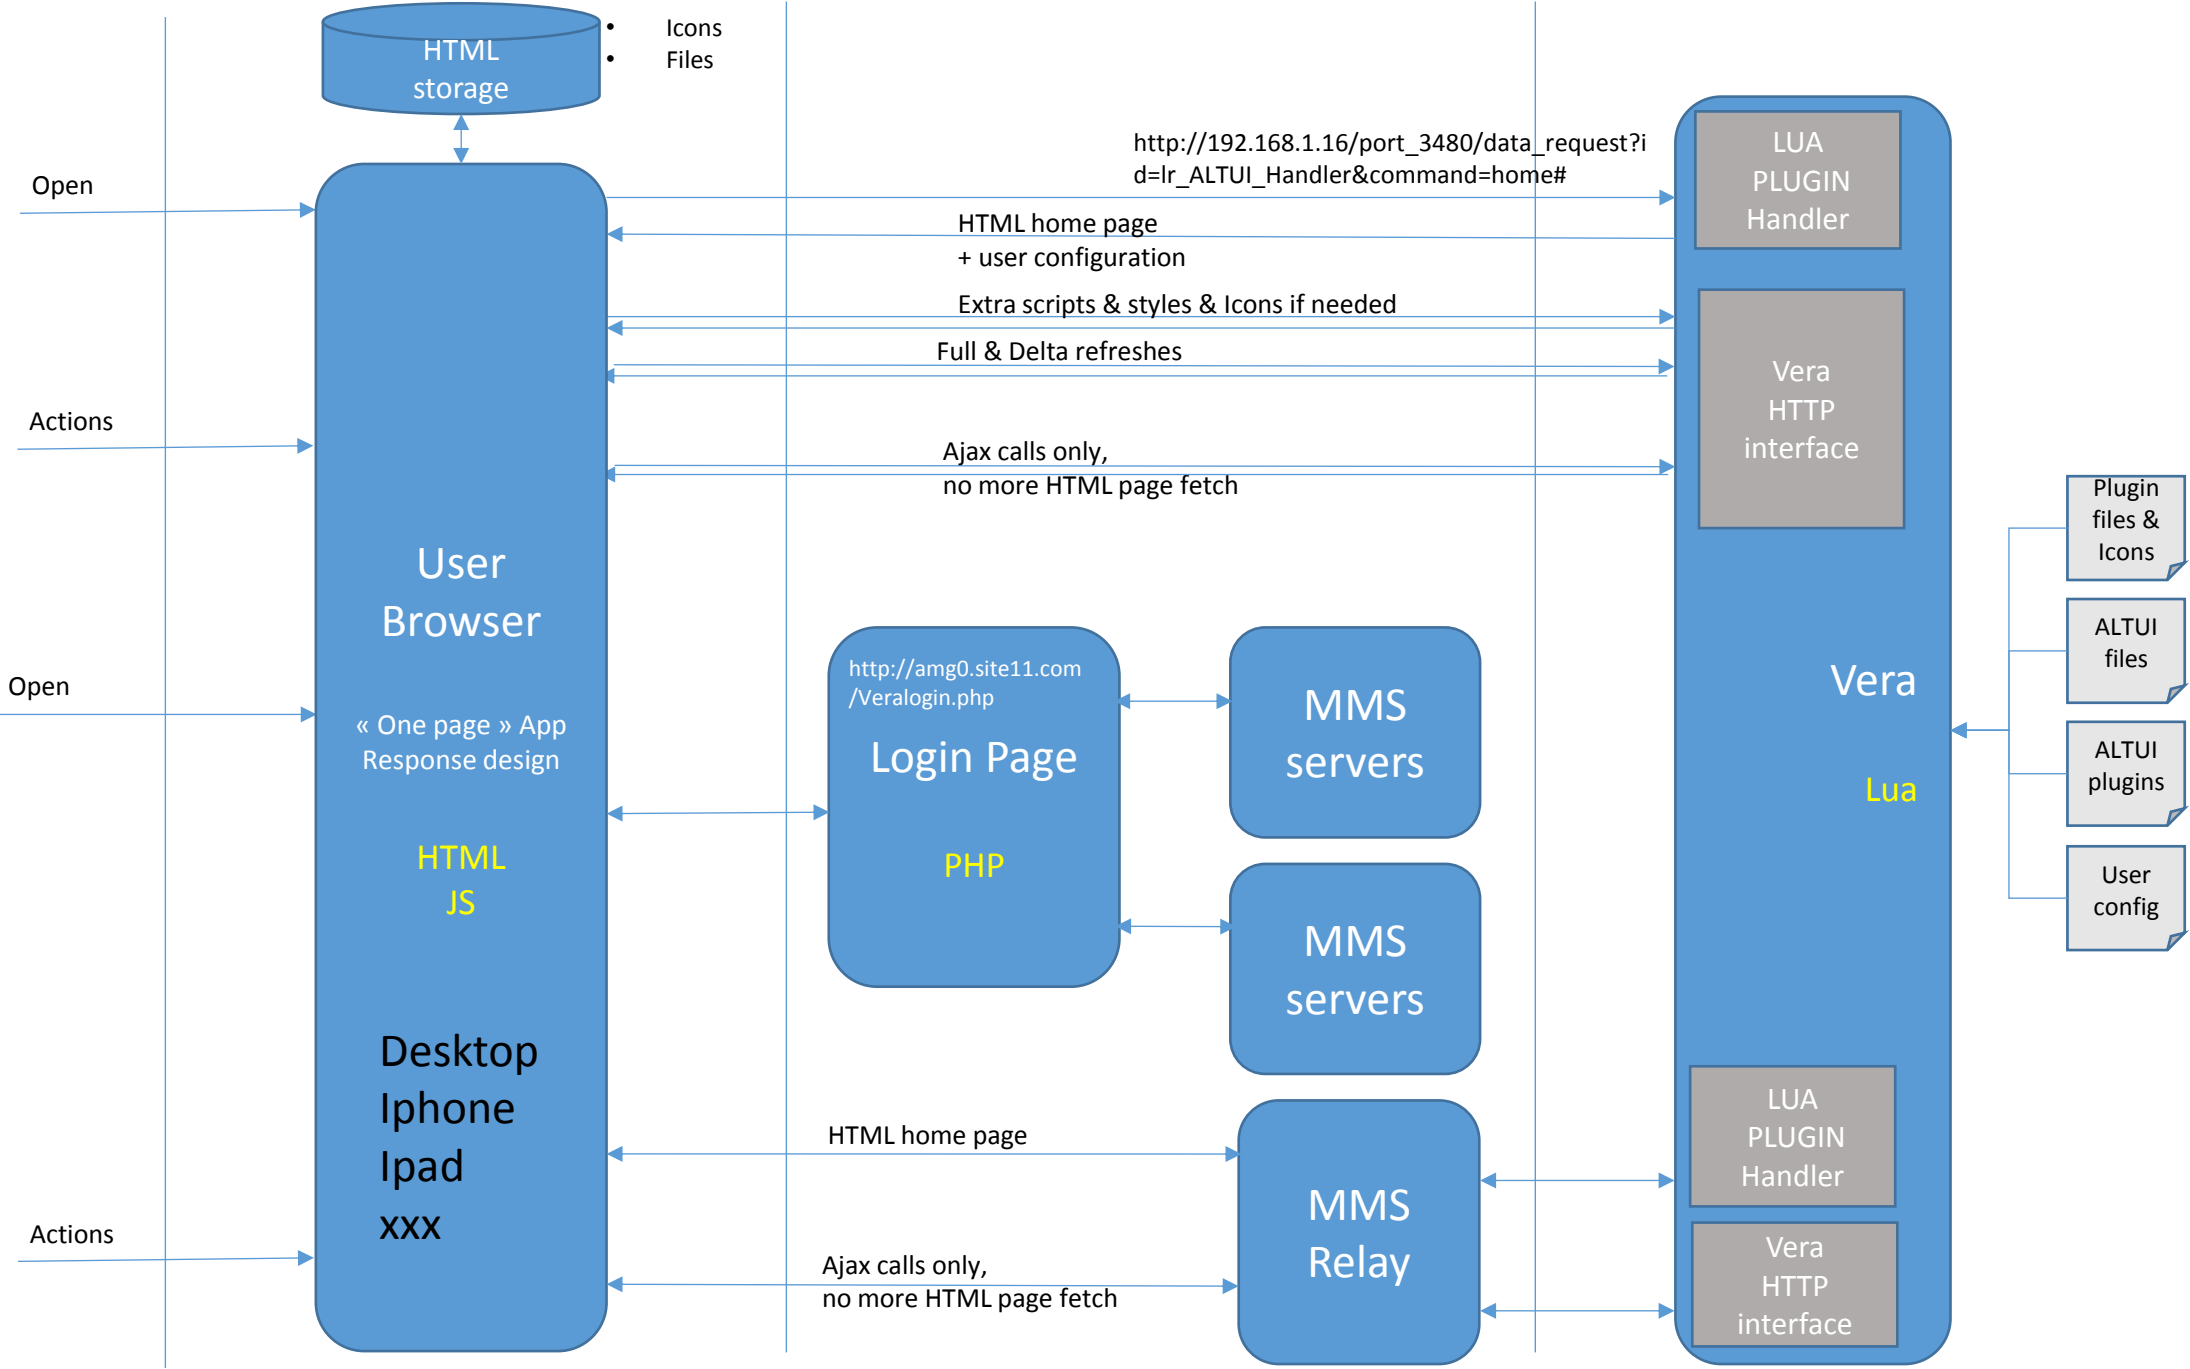 HTML
storage
• Icons
• Files
Open
http://192.168.1.16/port_3480/data_request?i
d=lr_ALTUI_Handler&command=home#
HTML home page
+ user configuration
Extra scripts & styles & Icons if needed
Full & Delta refreshes
Actions
Ajax calls only,
no more HTML page fetch
LUA
PLUGIN
Handler
Vera
HTTP
interface
User
Browser
« One page » App
Response design
HTML
JS
Desktop
Iphone
Ipad
xxx
Open
http://amg0.site11.com
/Veralogin.php
Login Page
PHP
MMS
servers
MMS
servers
Vera
Lua
Plugin
files &
Icons
ALTUI
files
ALTUI
plugins
User
config
HTML home page
MMS
Relay
Actions
Ajax calls only,
no more HTML page fetch
LUA
PLUGIN
Handler
Vera
HTTP
interface